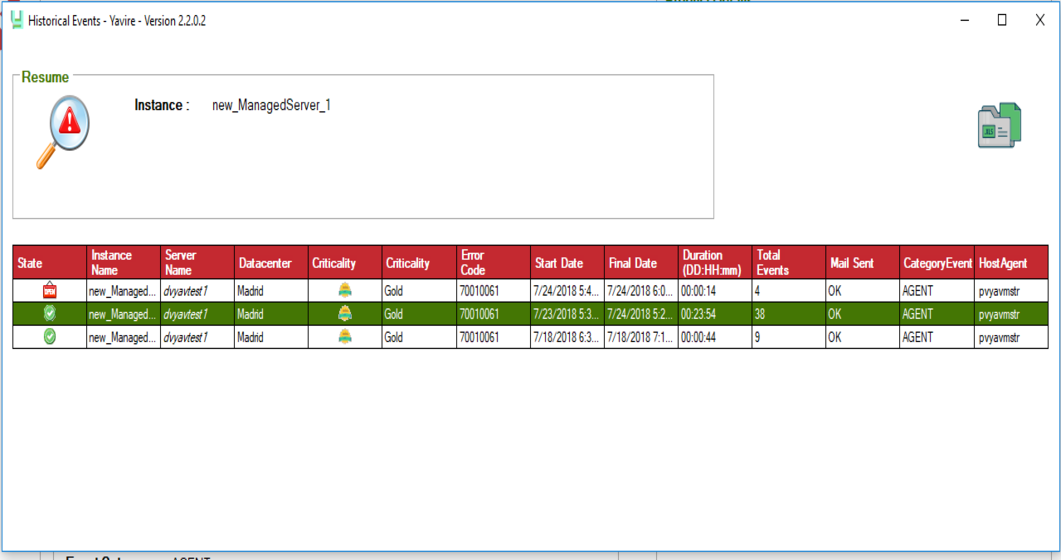 Historical Events - Yavire - Version 2.2.0.2
Resume
Instance : new_ManagedServer_1
XLS
State Instance Name Server Name Datacenter Criticality Criticality Error Code Start Date Final Date Duration (DD:HH:mm) Total Events Mail Sent CategoryEvent HostAgent
OPEN new_Managed... dvyavtest1 Madrid Gold 70010061 7/24/2018 5:4... 7/24/2018 6:0... 00:00:14 4 OK AGENT pvyavmstr
new_Managed... dvyavtest1 Madrid Gold 70010061 7/23/2018 5:3... 7/24/2018 5:2... 00:23:54 38 OK AGENT pvyavmstr
new_Managed... dvyavtest1 Madrid Gold 70010061 7/18/2018 6:3... 7/18/2018 7:1... 00:00:44 9 OK AGENT pvyavmstr
AGENT